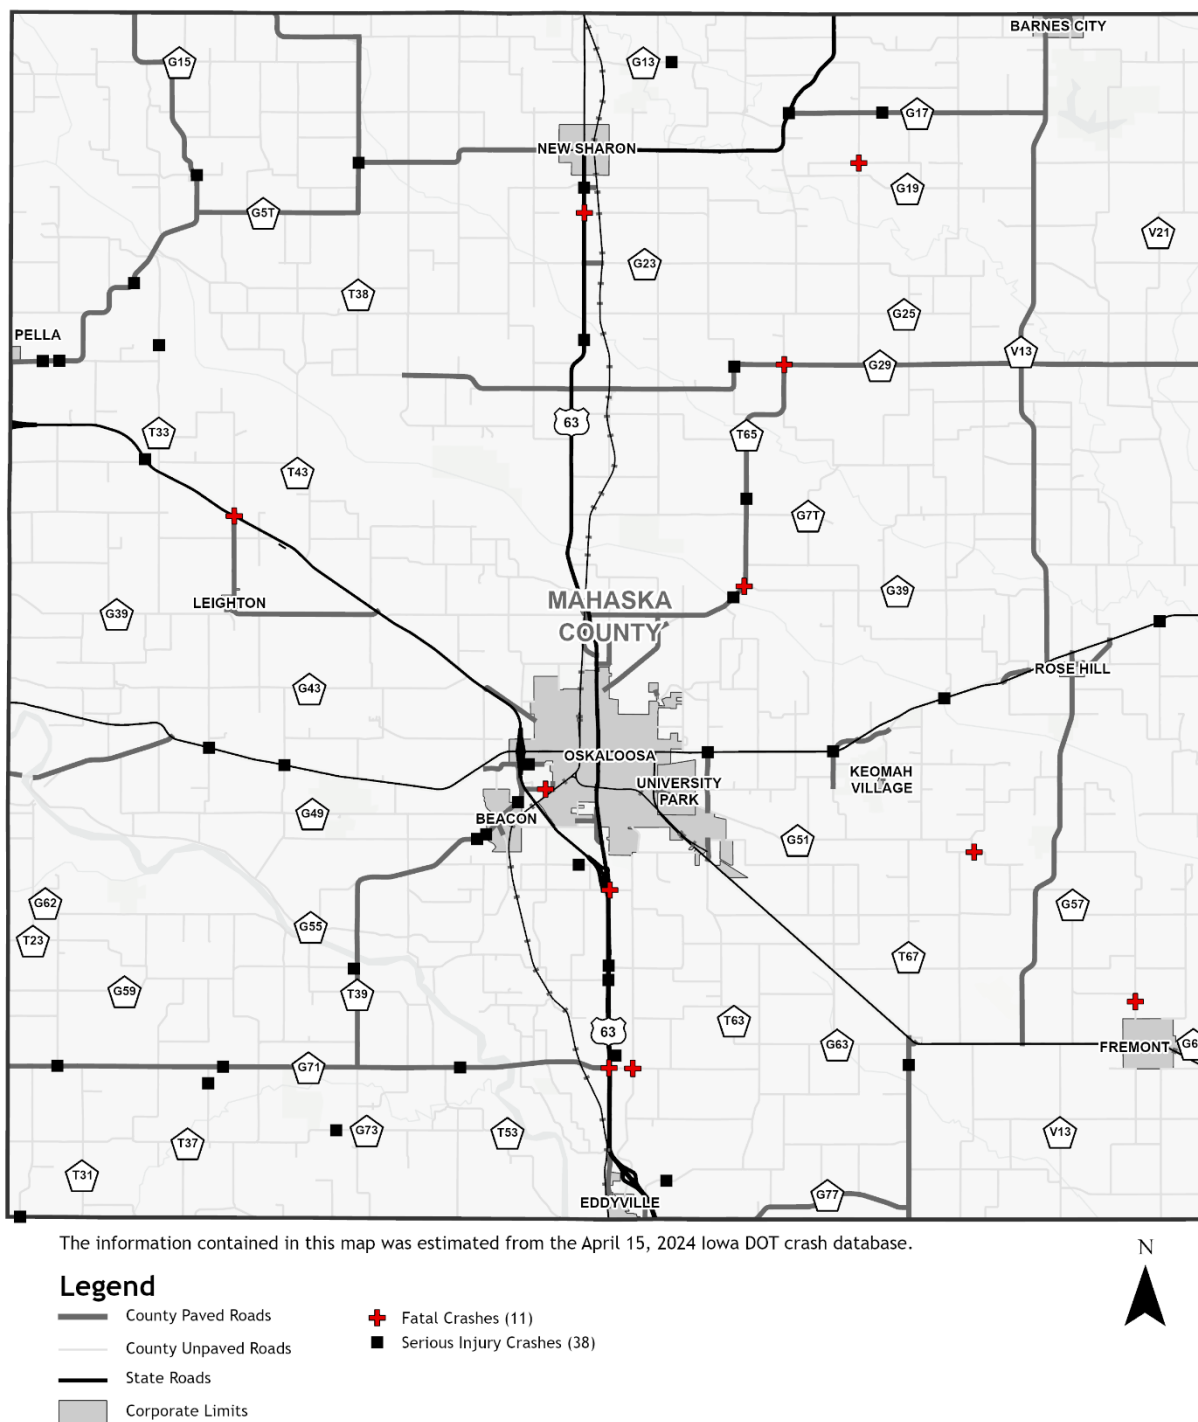 BARNES CITY
G15
G13
G17
NEW SHARON
G19
G5T
V21
G23
T38
G25
PELLA
V13
G29
63
T33
T65
T43
G7T
G39
LEIGHTON
MAHASKA
COUNTY
G39
ROSE HILL
G43
OSKALOOSA
KEOMAH
VILLAGE
UNIVERSITY
PARK
G49
BEACON
G51
G62
G57
G55
T23
T67
G59
T39
T63
63
G63
FREMONT
G6
G71
G73
T53
V13
T37
T31
G77
EDDYVILLE
The information contained in this map was estimated from the April 15, 2024 Iowa DOT crash database.
N
Legend
County Paved Roads
Fatal Crashes (11)
County Unpaved Roads
Serious Injury Crashes (38)
State Roads
Corporate Limits